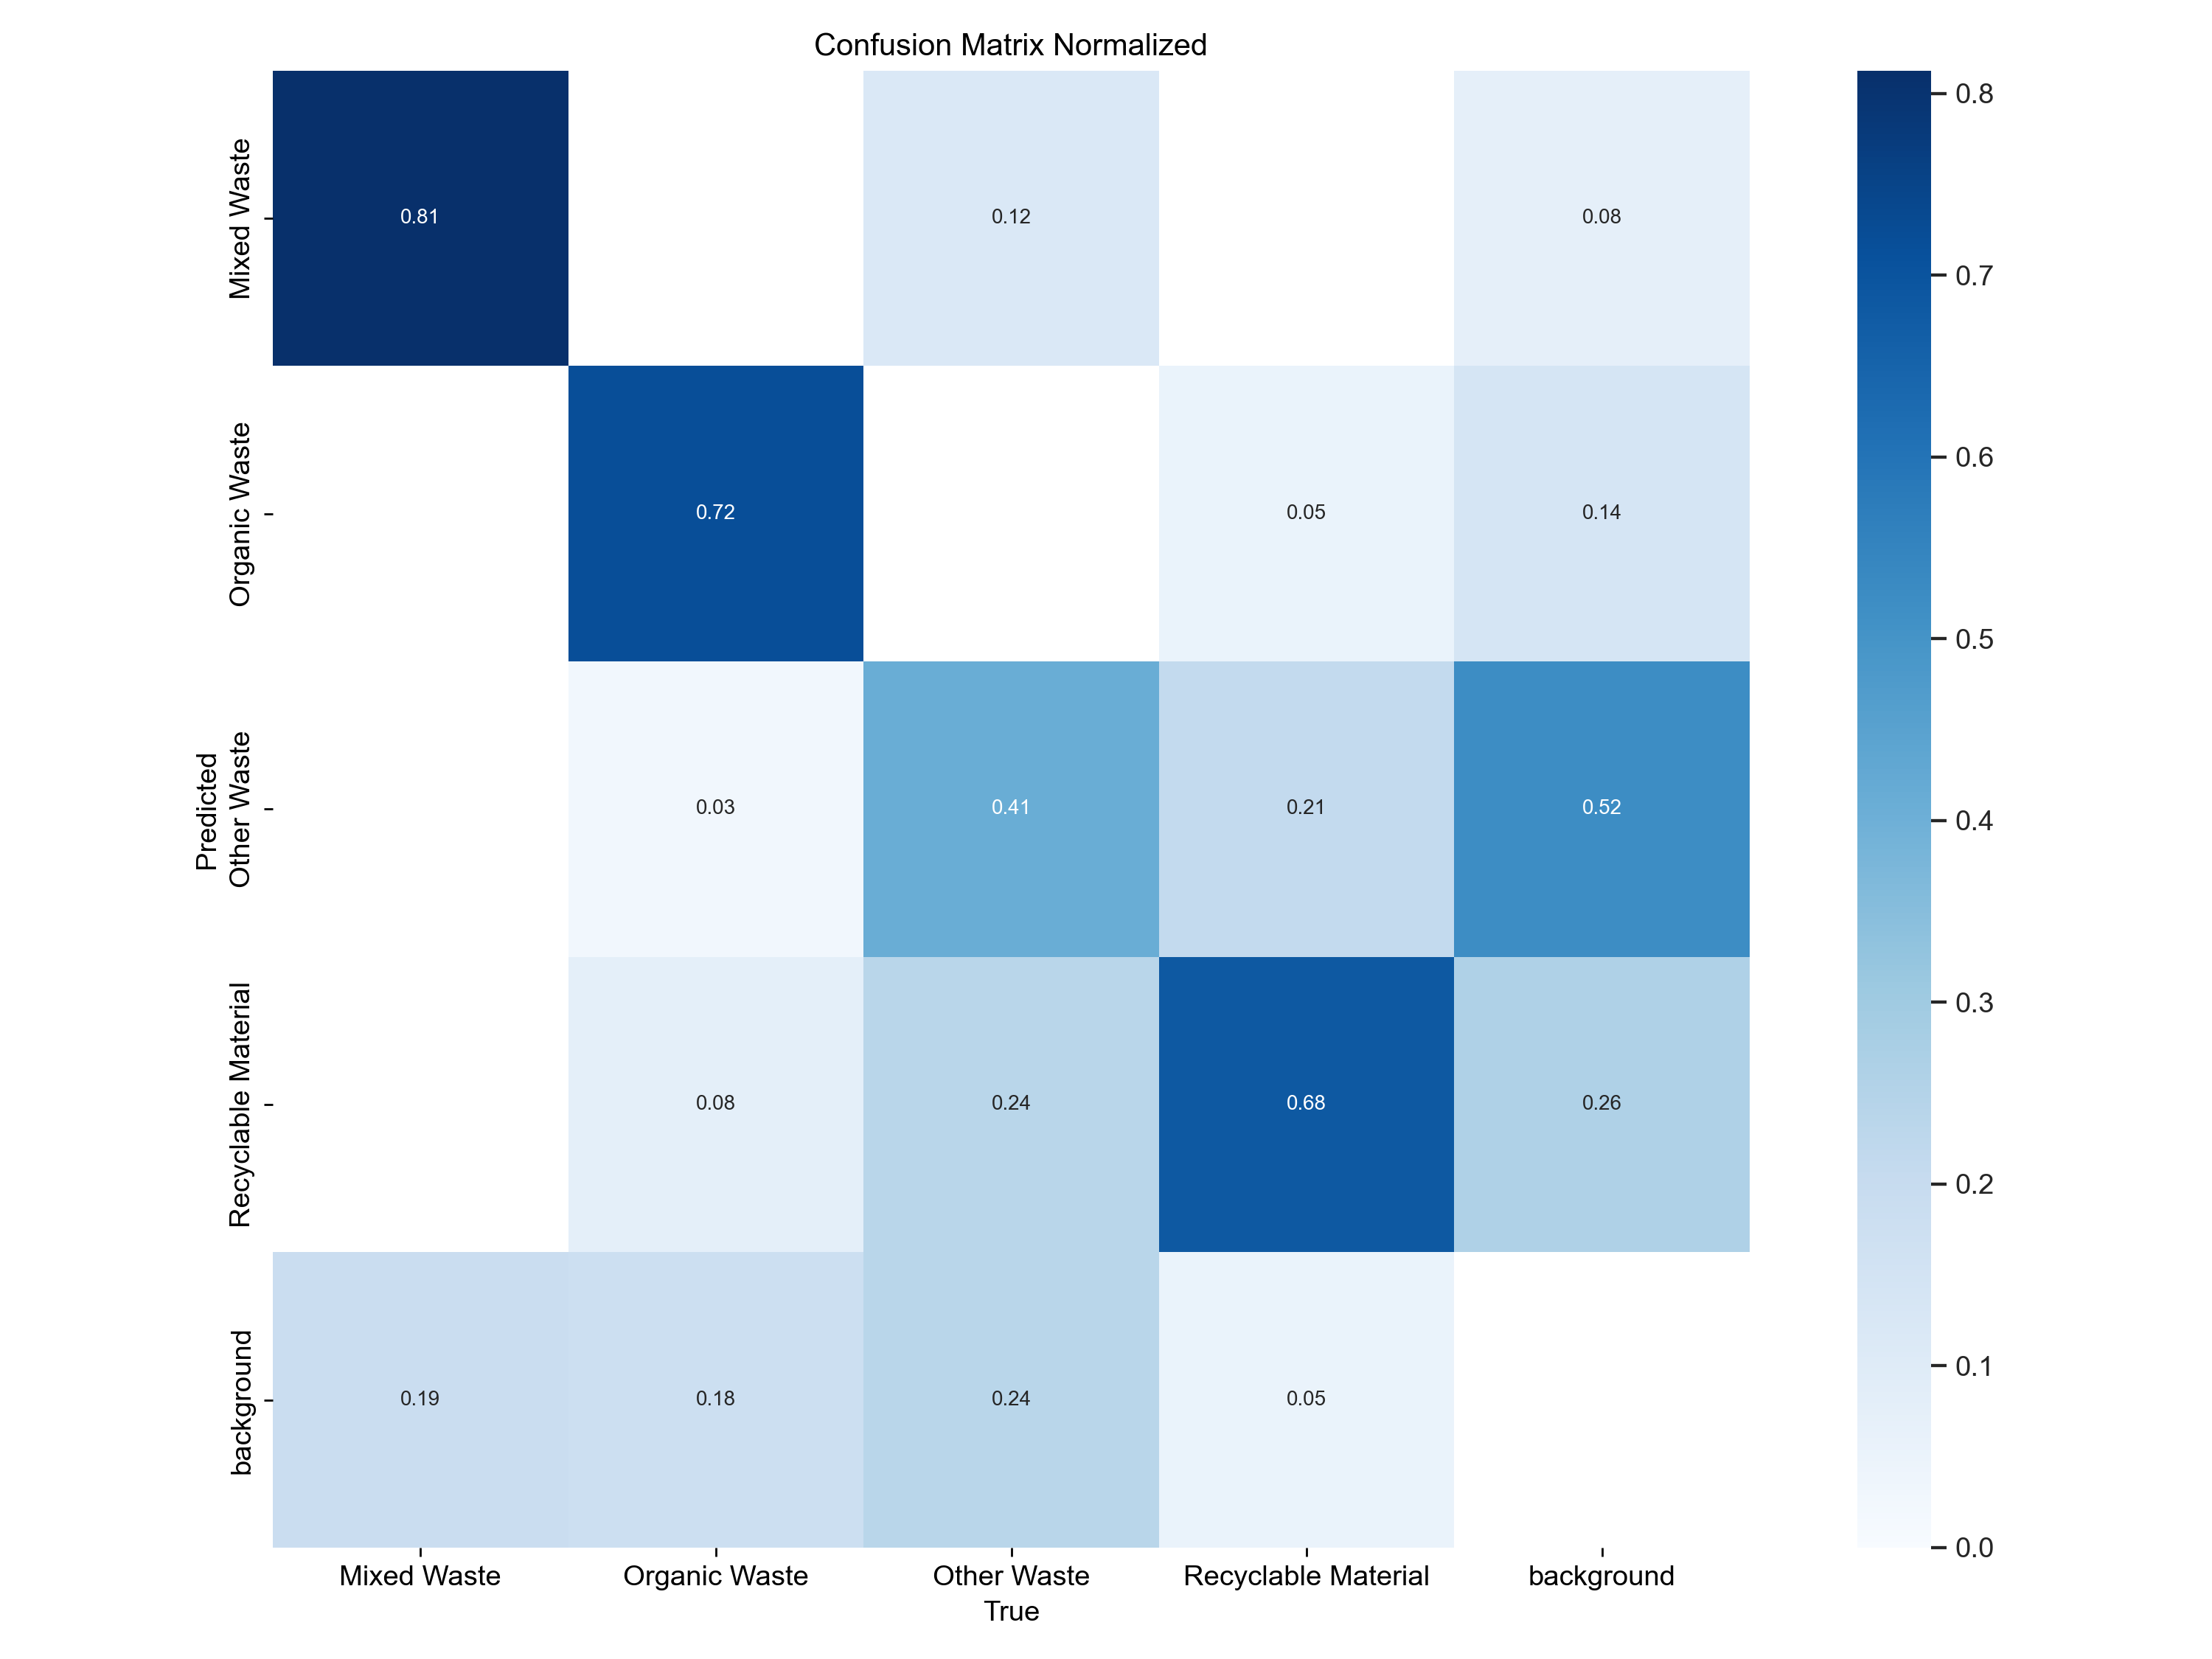 Confusion Matrix Normalized
Mixed Waste
0.81
0.12
0.08
Organic Waste
0.72
0.05
0.14
Predicted
Other Waste
0.03
0.41
0.21
0.52
Recyclable Material
0.08
0.24
0.68
0.26
background
0.19
0.18
0.24
0.05
Mixed Waste
Organic Waste
Other Waste
Recyclable Material
background
True
0.8
0.7
0.6
0.5
0.4
0.3
0.2
0.1
0.0